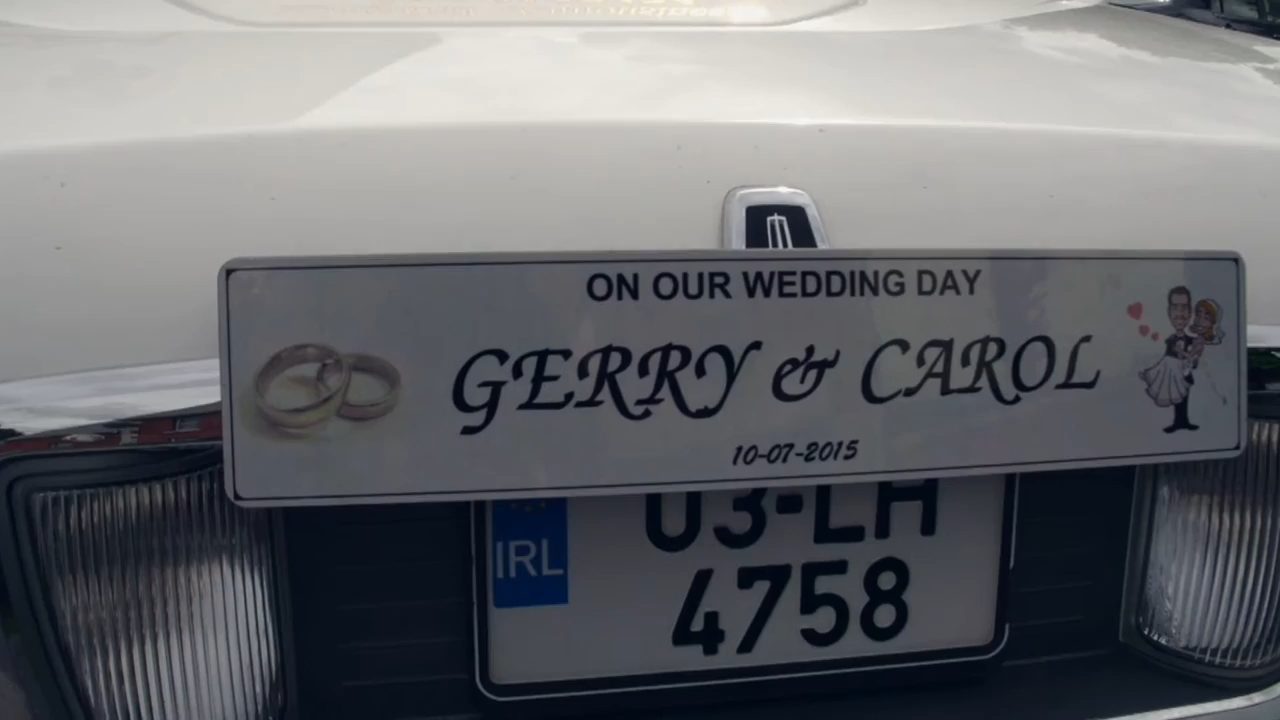 ON OUR WEDDING DAY
GERRY & CAROL
10-07-2015
IRL
03-LH
4758